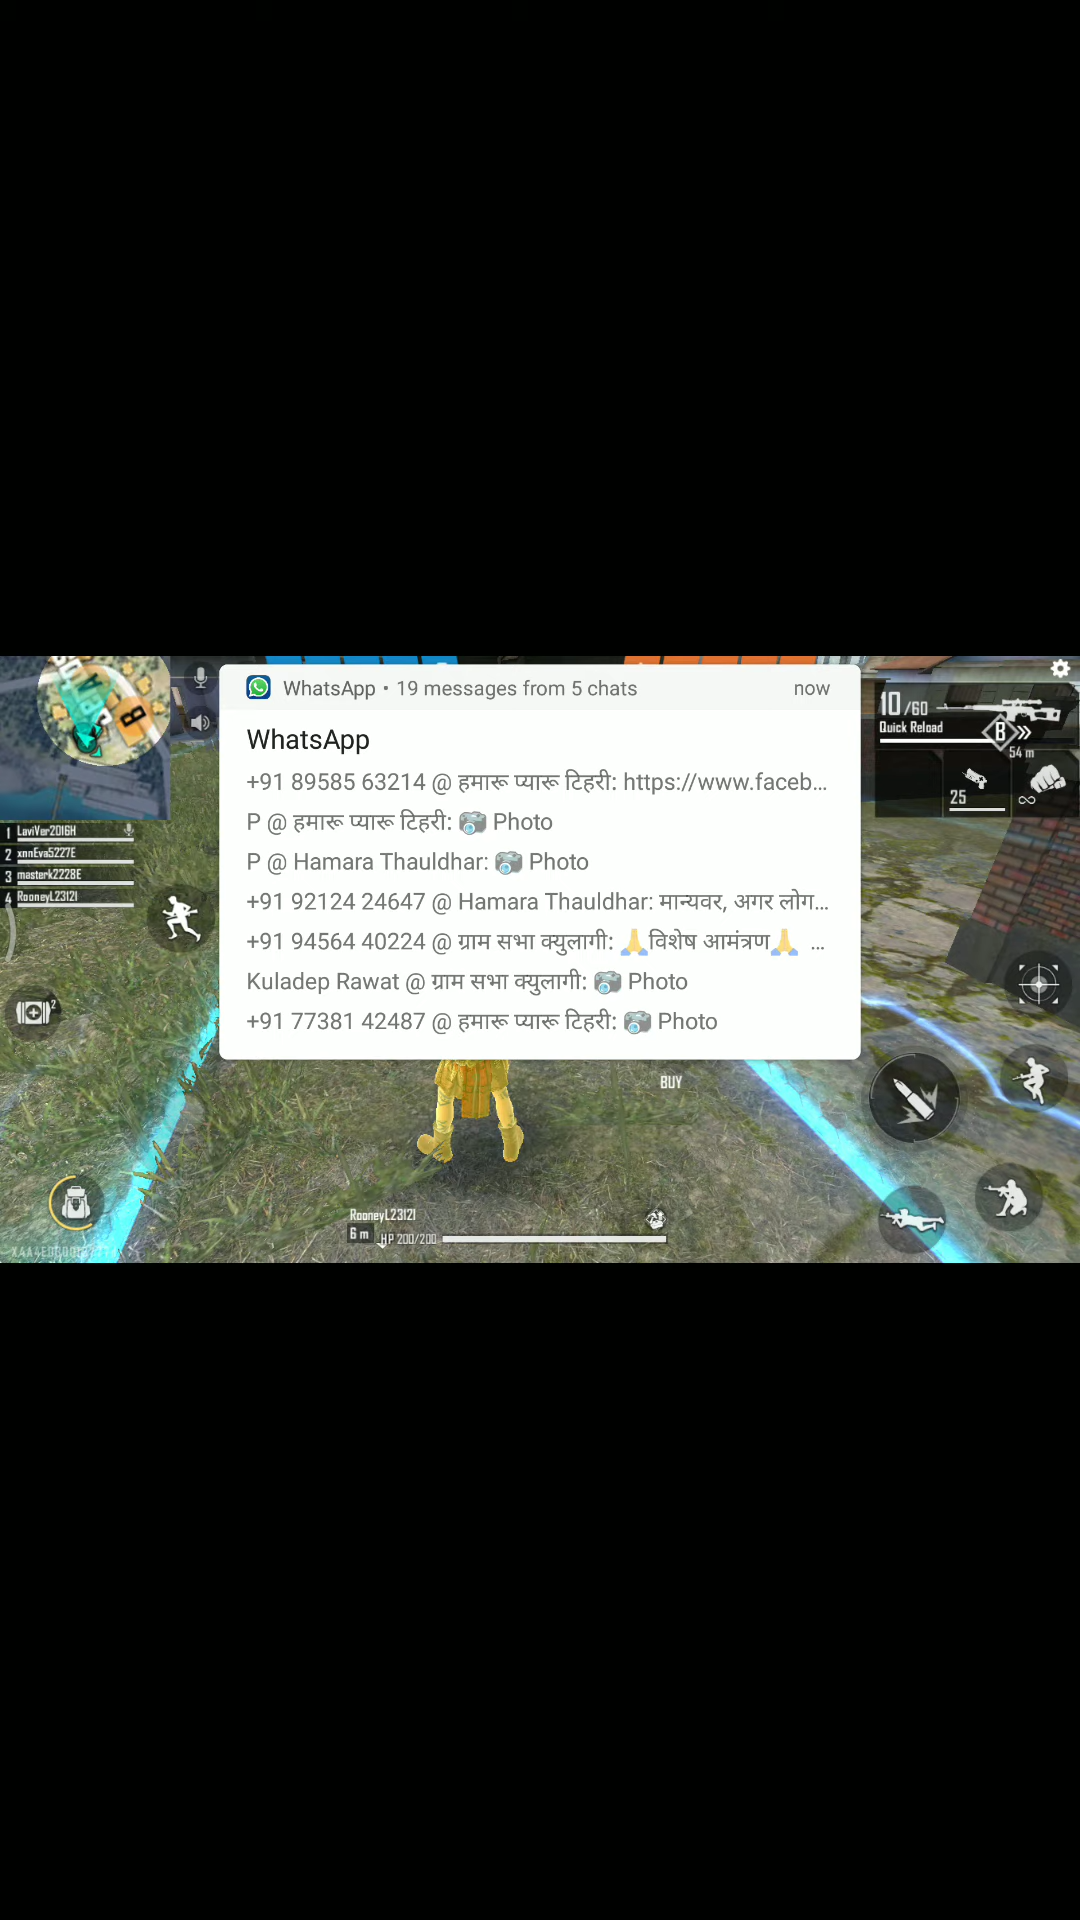 WhatsApp • 19 messages from 5 chats now
WhatsApp
+91 89585 63214 @ हमारू प्यारू टिहरी: https://www.faceb...
P @ हमारू प्यारू टिहरी: 📷 Photo
P @ Hamara Thauldhar: 📷 Photo
+91 92124 24647 @ Hamara Thauldhar: मान्यवर, अगर लोग...
+91 94564 40224 @ ग्राम सभा क्युलागी: 🙏विशेष आमंत्रण🙏 ...
Kuladep Rawat @ ग्राम सभा क्युलागी: 📷 Photo
+91 77381 42487 @ हमारू प्यारू टिहरी: 📷 Photo
10/60
Quick Reload
B
54 m
25
∞
B
1 LaviVer2016H
2 xnnEva5227E
3 masterk2228E
4 RooneyL23121
2
BUY
RooneyL23121
6 m HP 200/200